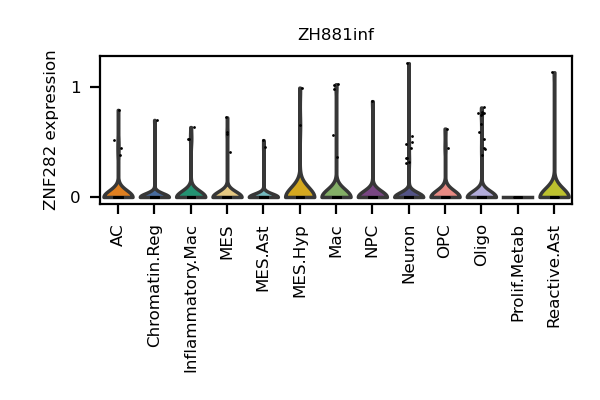 ZH881inf
ZNF282 expression
1
0
AC
Chromatin.Reg
Inflammatory.Mac
MES
MES.Ast
MES.Hyp
Mac
NPC
Neuron
OPC
Oligo
Prolif.Metab
Reactive.Ast